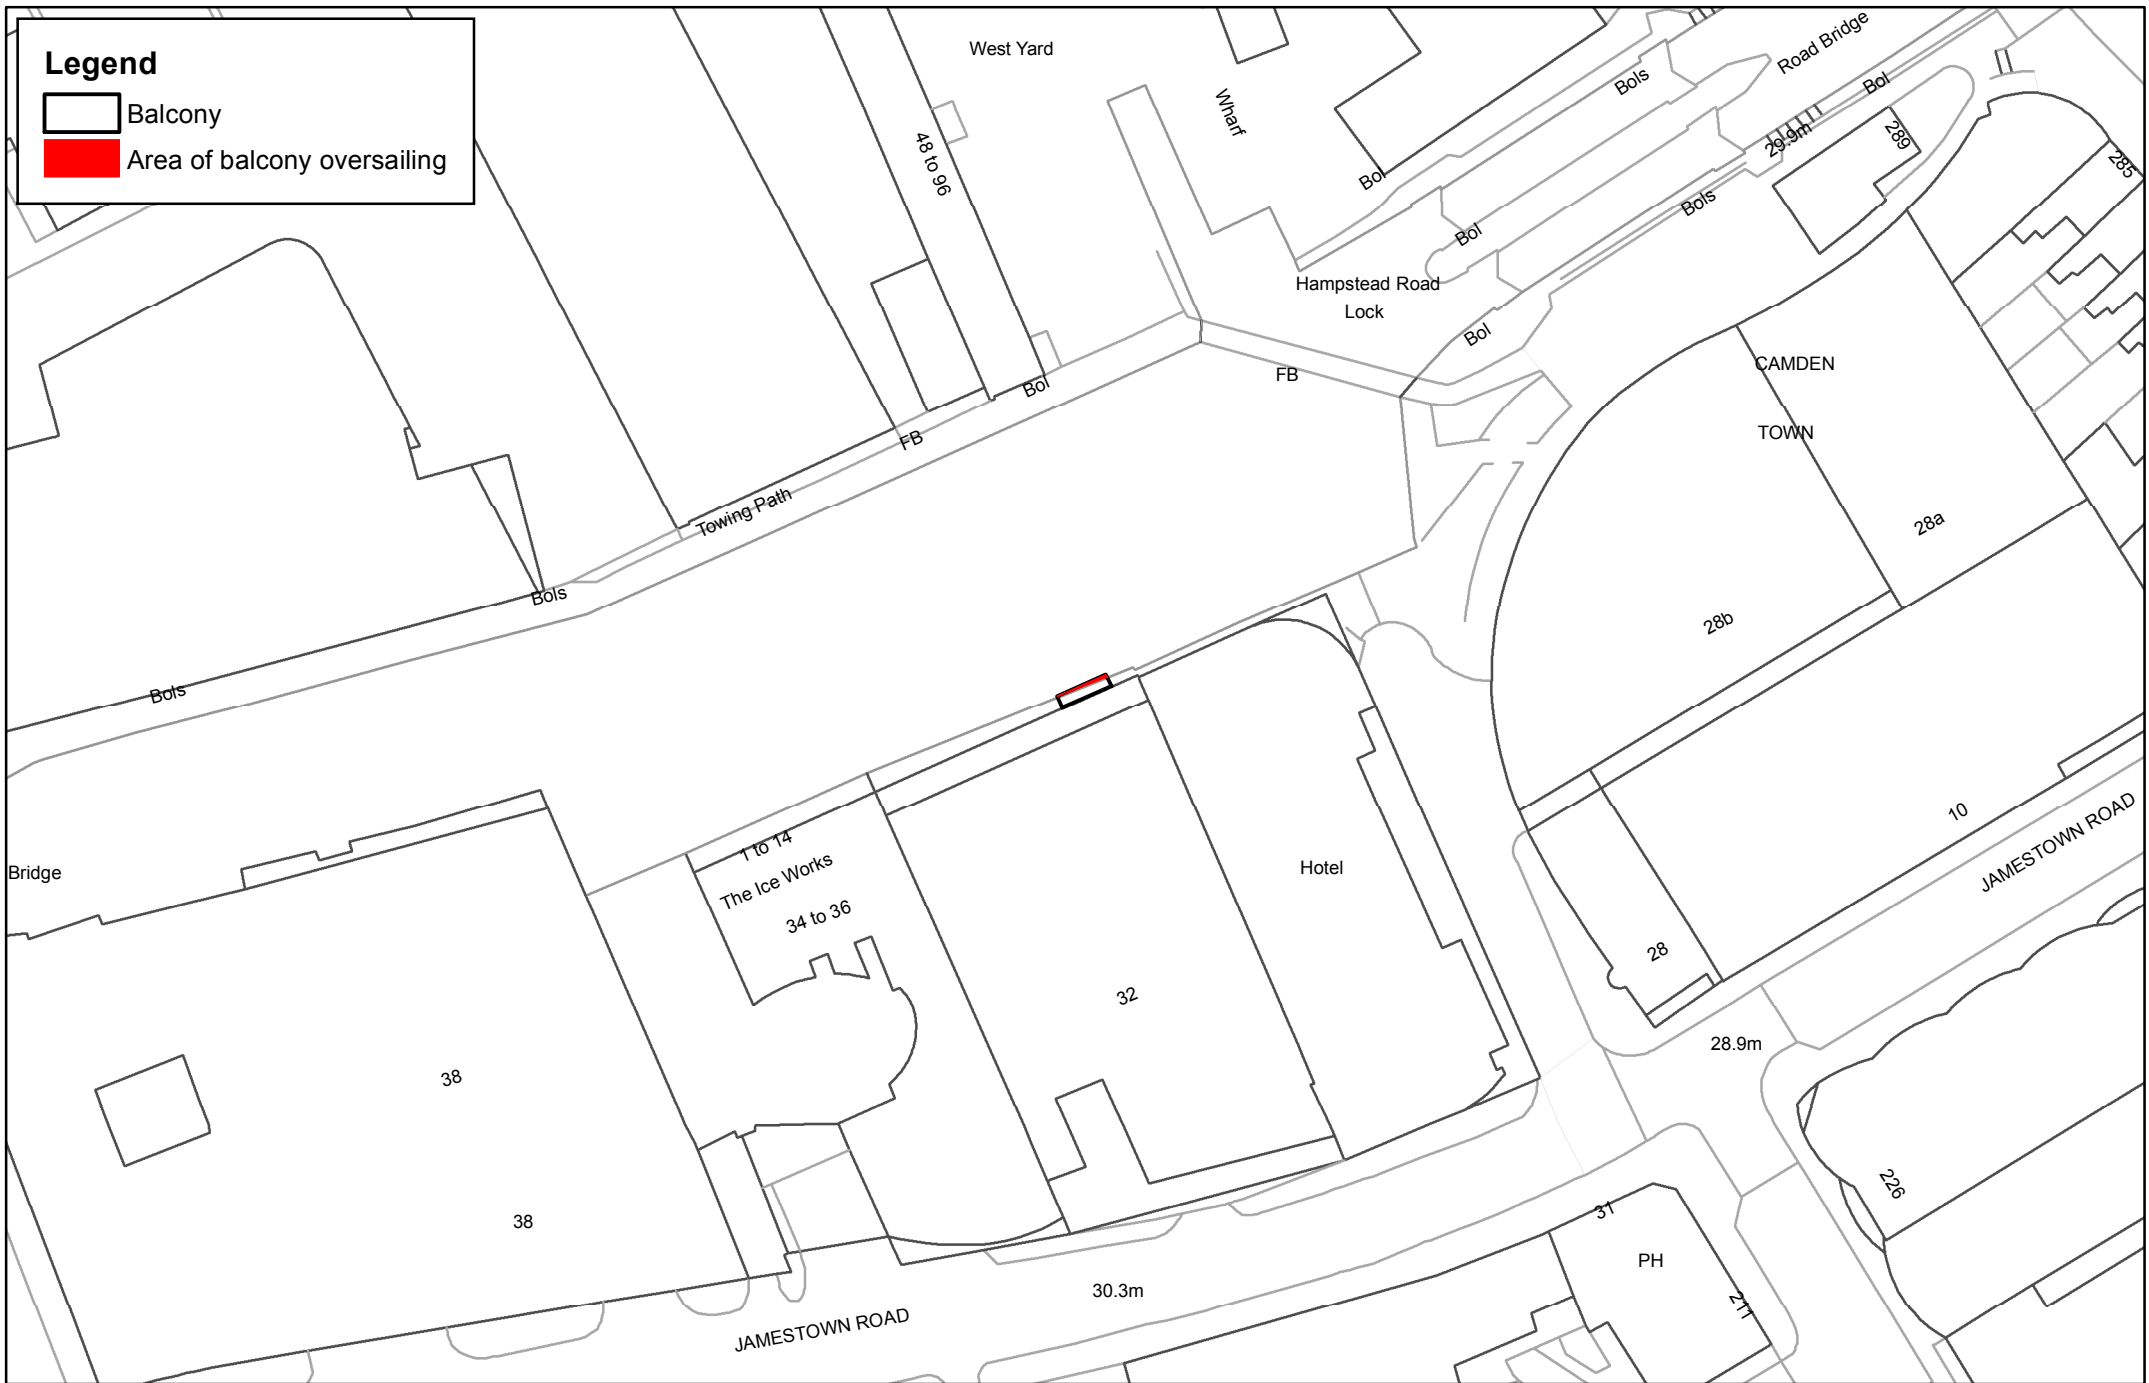 Legend
Balcony
Area of balcony oversailing
West Yard
Wharf
48 to 96
Road Bridge
Bols
Bol
29.9m
289
285
Bol
Bols
Bol
Hampstead Road
Lock
Bol
FB
CAMDEN
TOWN
Bol
FB
Towing Path
28a
Bols
28b
Bols
10
JAMESTOWN ROAD
Bridge
1 to 14
The Ice Works
34 to 36
Hotel
28
32
28.9m
38
226
38
31
PH
211
30.3m
JAMESTOWN ROAD